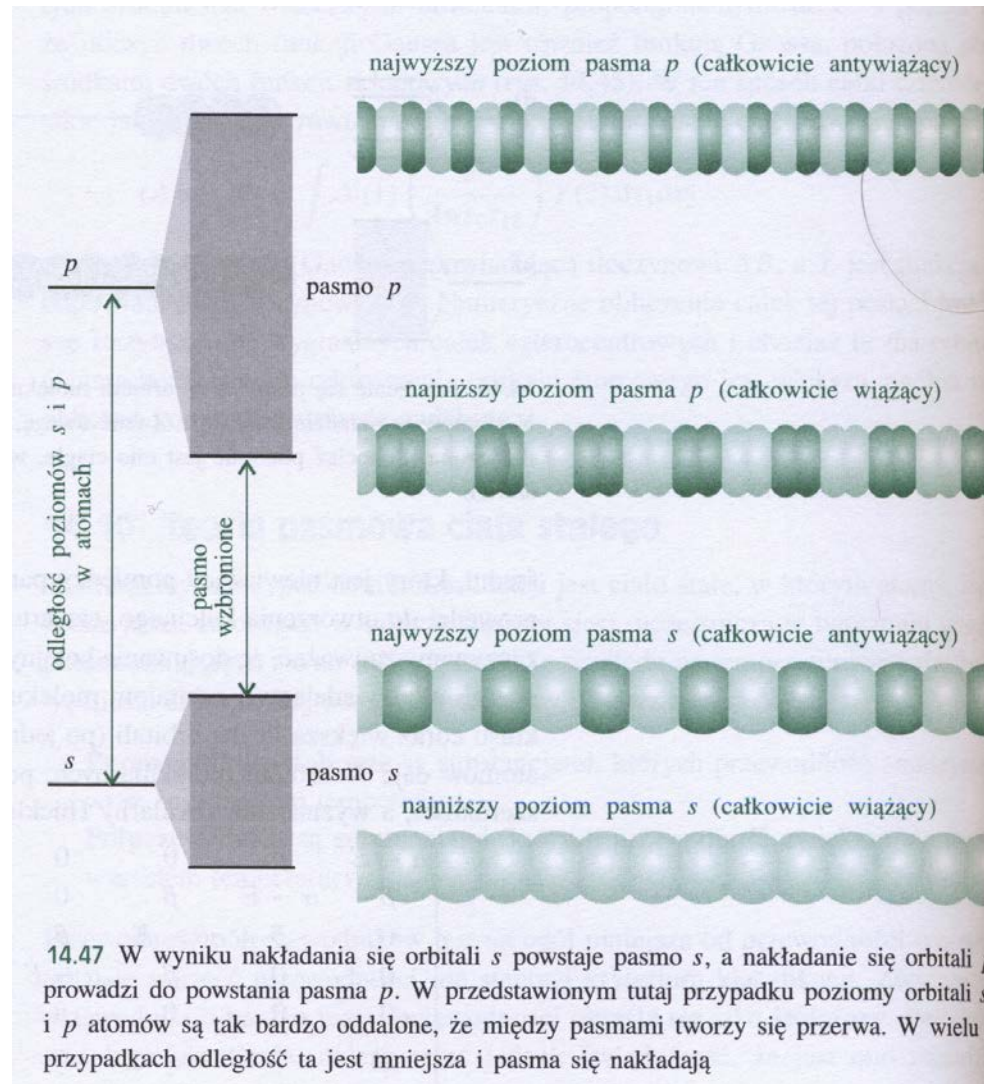 najwyższy poziom pasma p (całkowicie antywiążący)
p
pasmo p
najniższy poziom pasma p (całkowicie wiążący)
odległość poziomów s i p
w atomach
pasmo
wzbronione
najwyższy poziom pasma s (całkowicie antywiążący)
s
pasmo s
najniższy poziom pasma s (całkowicie wiążący)
14.47 W wyniku nakładania się orbitali s powstaje pasmo s, a nakładanie się orbitali p
prowadzi do powstania pasma p. W przedstawionym tutaj przypadku poziomy orbitali s
i p atomów są tak bardzo oddalone, że między pasmami tworzy się przerwa. W wielu
przypadkach odległość ta jest mniejsza i pasma się nakładają